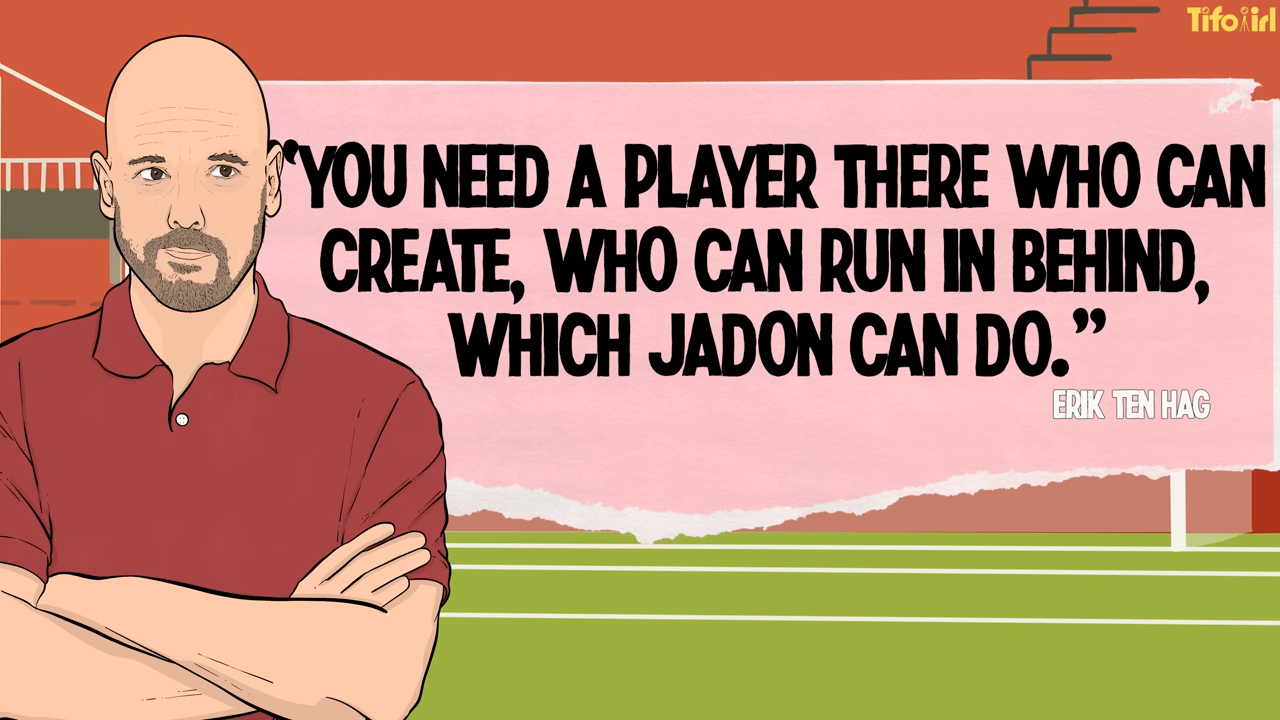 Tifo irl
“YOU NEED A PLAYER THERE WHO CAN
CREATE, WHO CAN RUN IN BEHIND,
WHICH JADON CAN DO.”
ERIK TEN HAG